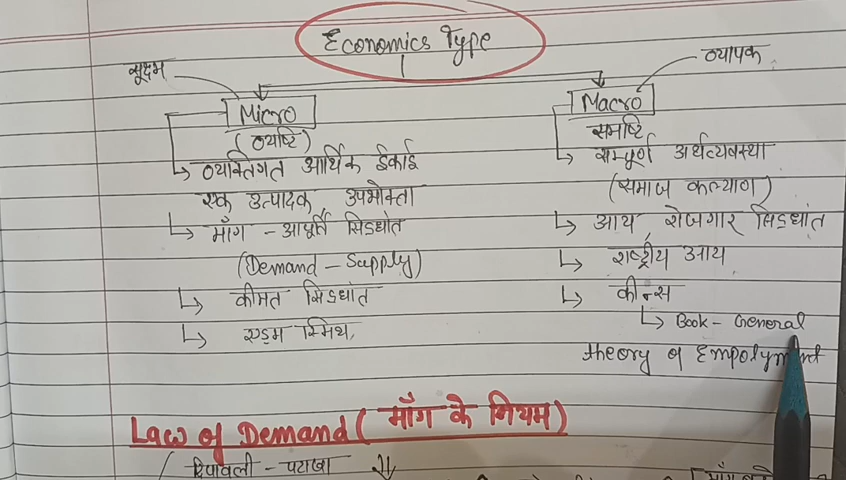 Economics Type
सूक्ष्म
व्यापक
Micro
(व्यष्टि)
↳ व्यक्तिगत आर्थिक ईकाई
एक उत्पादक, उपभोक्ता
↳ माँग - आपूर्ति सिद्धांत
(Demand - Supply)
↳ कीमत सिद्धांत
↳ एडम स्मिथ.
Macro
समष्टि
↳ सम्पूर्ण अर्थव्यवस्था
(समाज कल्याण)
↳ आय, रोजगार सिद्धांत
↳ राष्ट्रीय आय
↳ कीन्स
↳ Book - General
theory of
Law of Demand (माँग के नियम)
दिपावली - पटाखा